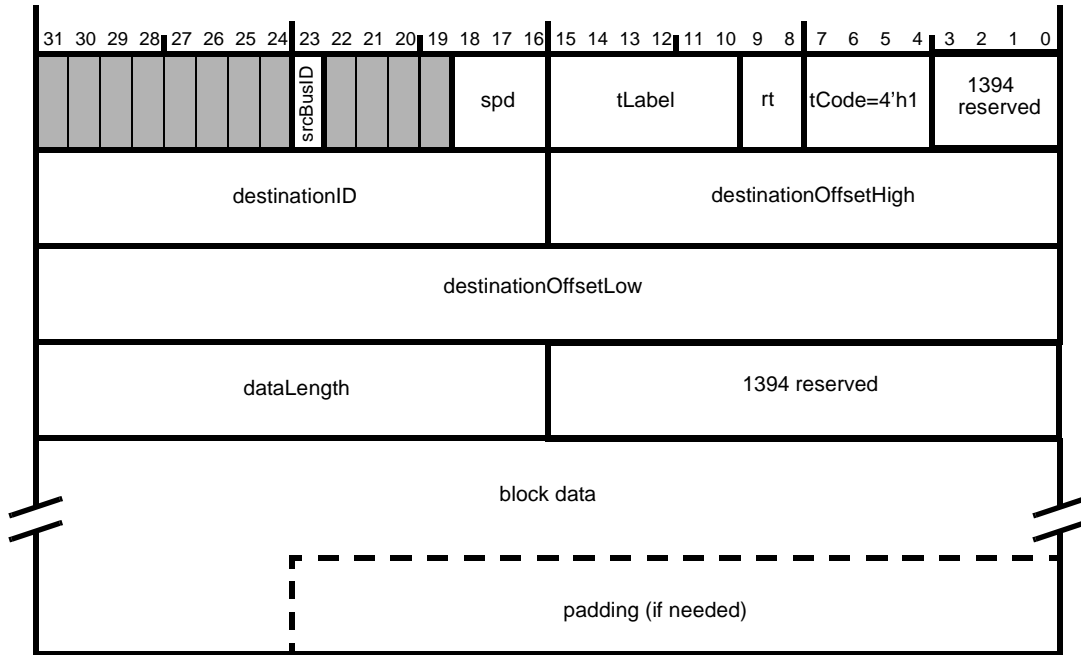 31 30 29 28 27 26 25 24 23 22 21 20 19 18 17 16 15 14 13 12 11 10 9 8 7 6 5 4 3 2 1 0
srcBusID spd tLabel rt tCode=4'h1 1394
reserved
destinationID destinationOffsetHigh
destinationOffsetLow
dataLength 1394 reserved
block data
padding (if needed)